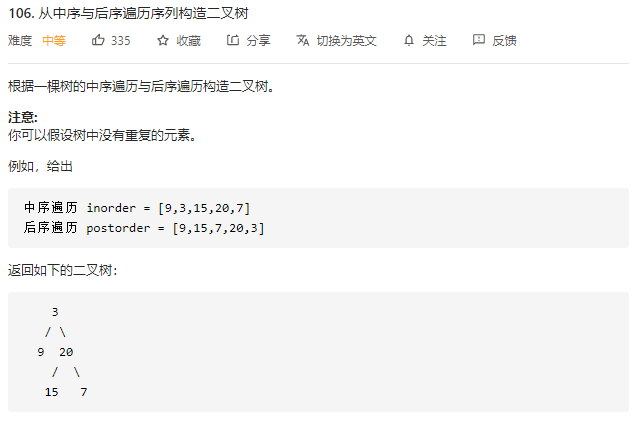 106. 从中序与后序遍历序列构造二叉树
难度 中等 335 收藏 分享 切换为英文 关注 反馈
根据一棵树的中序遍历与后序遍历构造二叉树。
注意:
你可以假设树中没有重复的元素。
例如，给出
中序遍历 inorder = [9,3,15,20,7]
后序遍历 postorder = [9,15,7,20,3]
返回如下的二叉树：
3
/ \
9 20
/ \
15 7